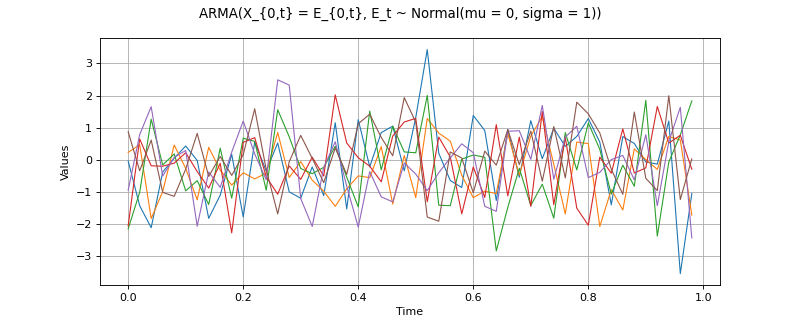 ARMA(X_{0,t} = E_{0,t}, E_t ~ Normal(mu = 0, sigma = 1))
Values
3
2
1
0
−1
−2
−3
0.0 0.2 0.4 0.6 0.8 1.0
Time